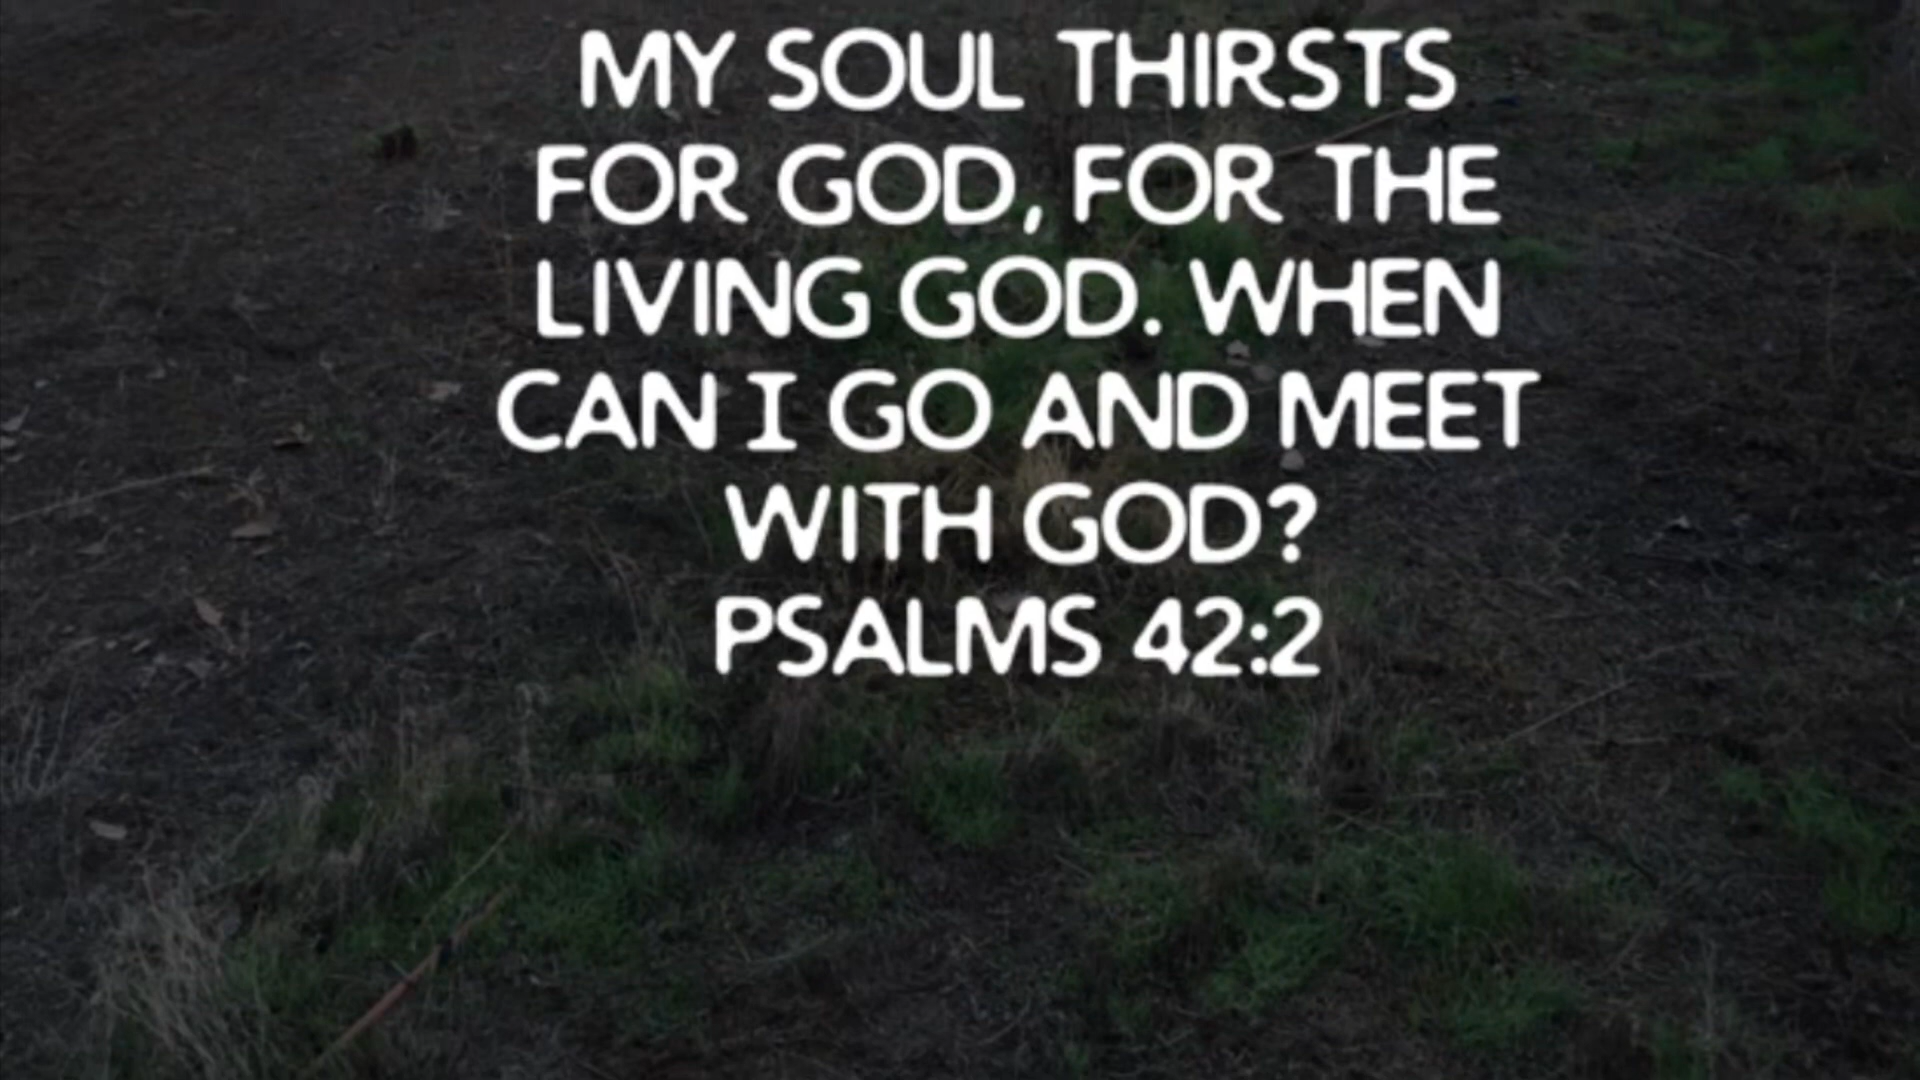 MY SOUL THIRSTS
FOR GOD, FOR THE
LIVING GOD. WHEN
CAN I GO AND MEET
WITH GOD?
PSALMS 42:2